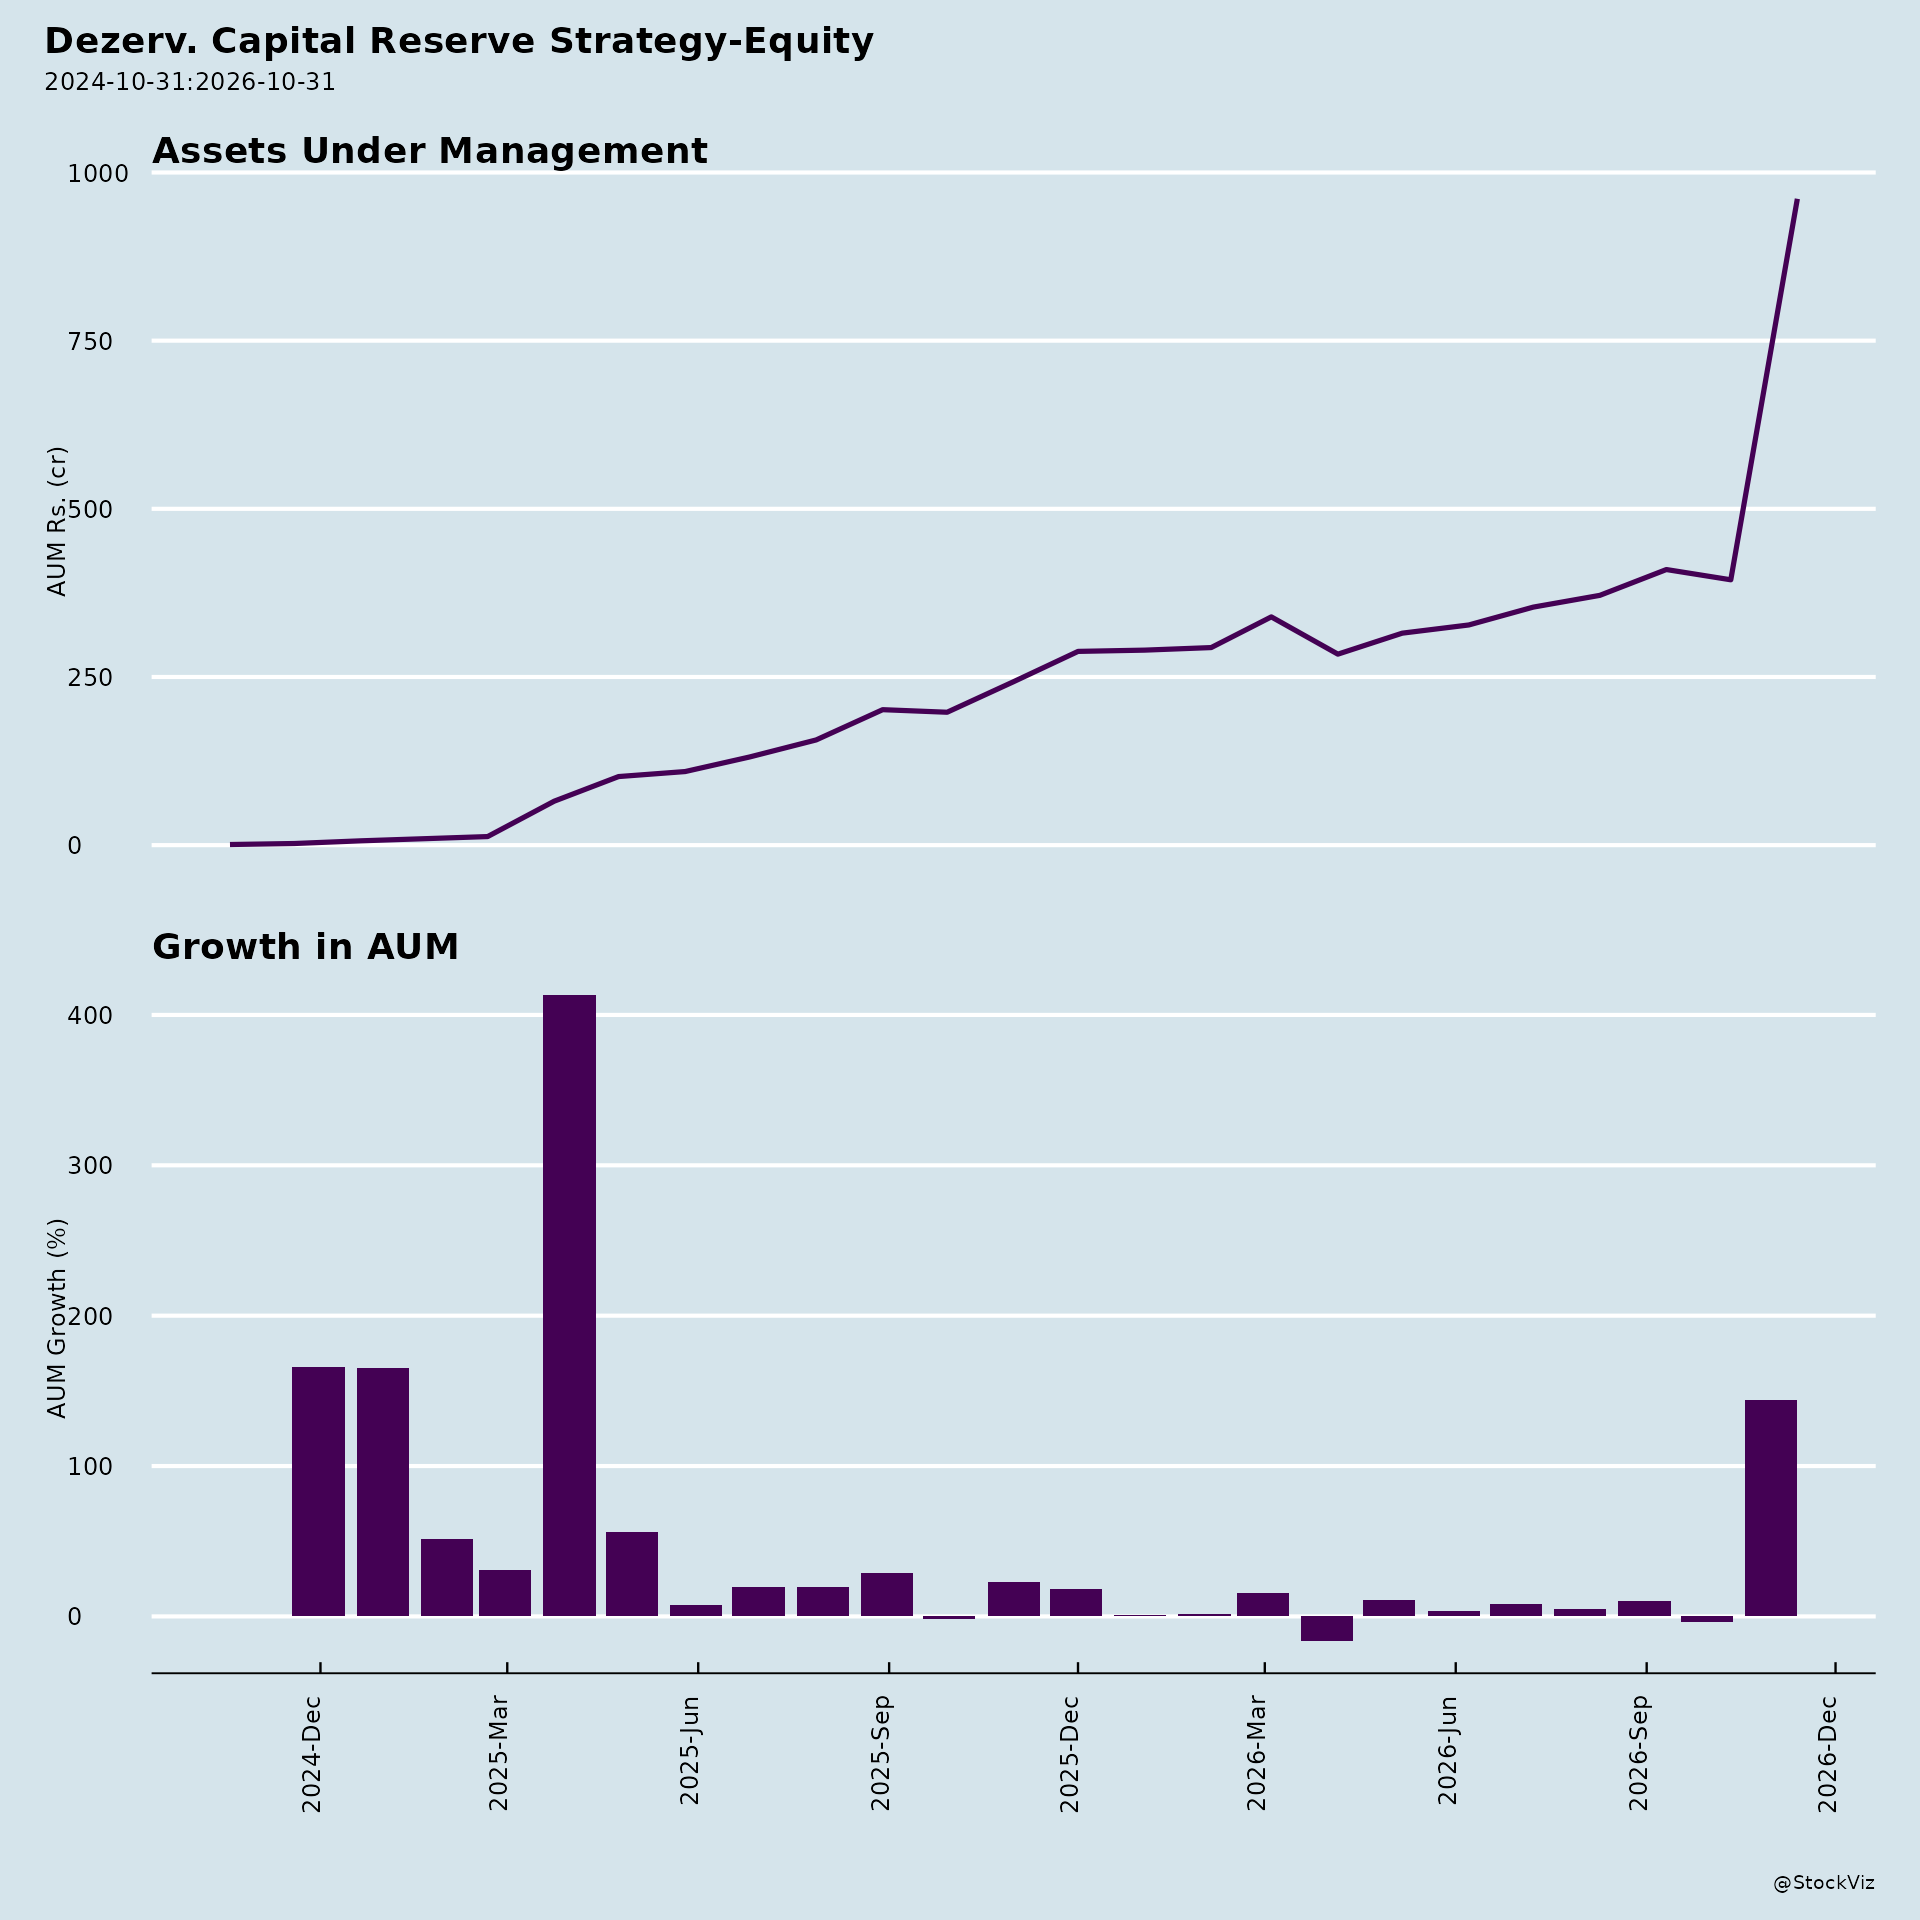 Dezerv. Capital Reserve Strategy-Equity
2024-10-31:2026-10-31
Assets Under Management
AUM Rs. (cr)
1000
750
500
250
0
Growth in AUM
AUM Growth (%)
400
300
200
100
0
2024-Dec
2025-Mar
2025-Jun
2025-Sep
2025-Dec
2026-Mar
2026-Jun
2026-Sep
2026-Dec
@StockViz